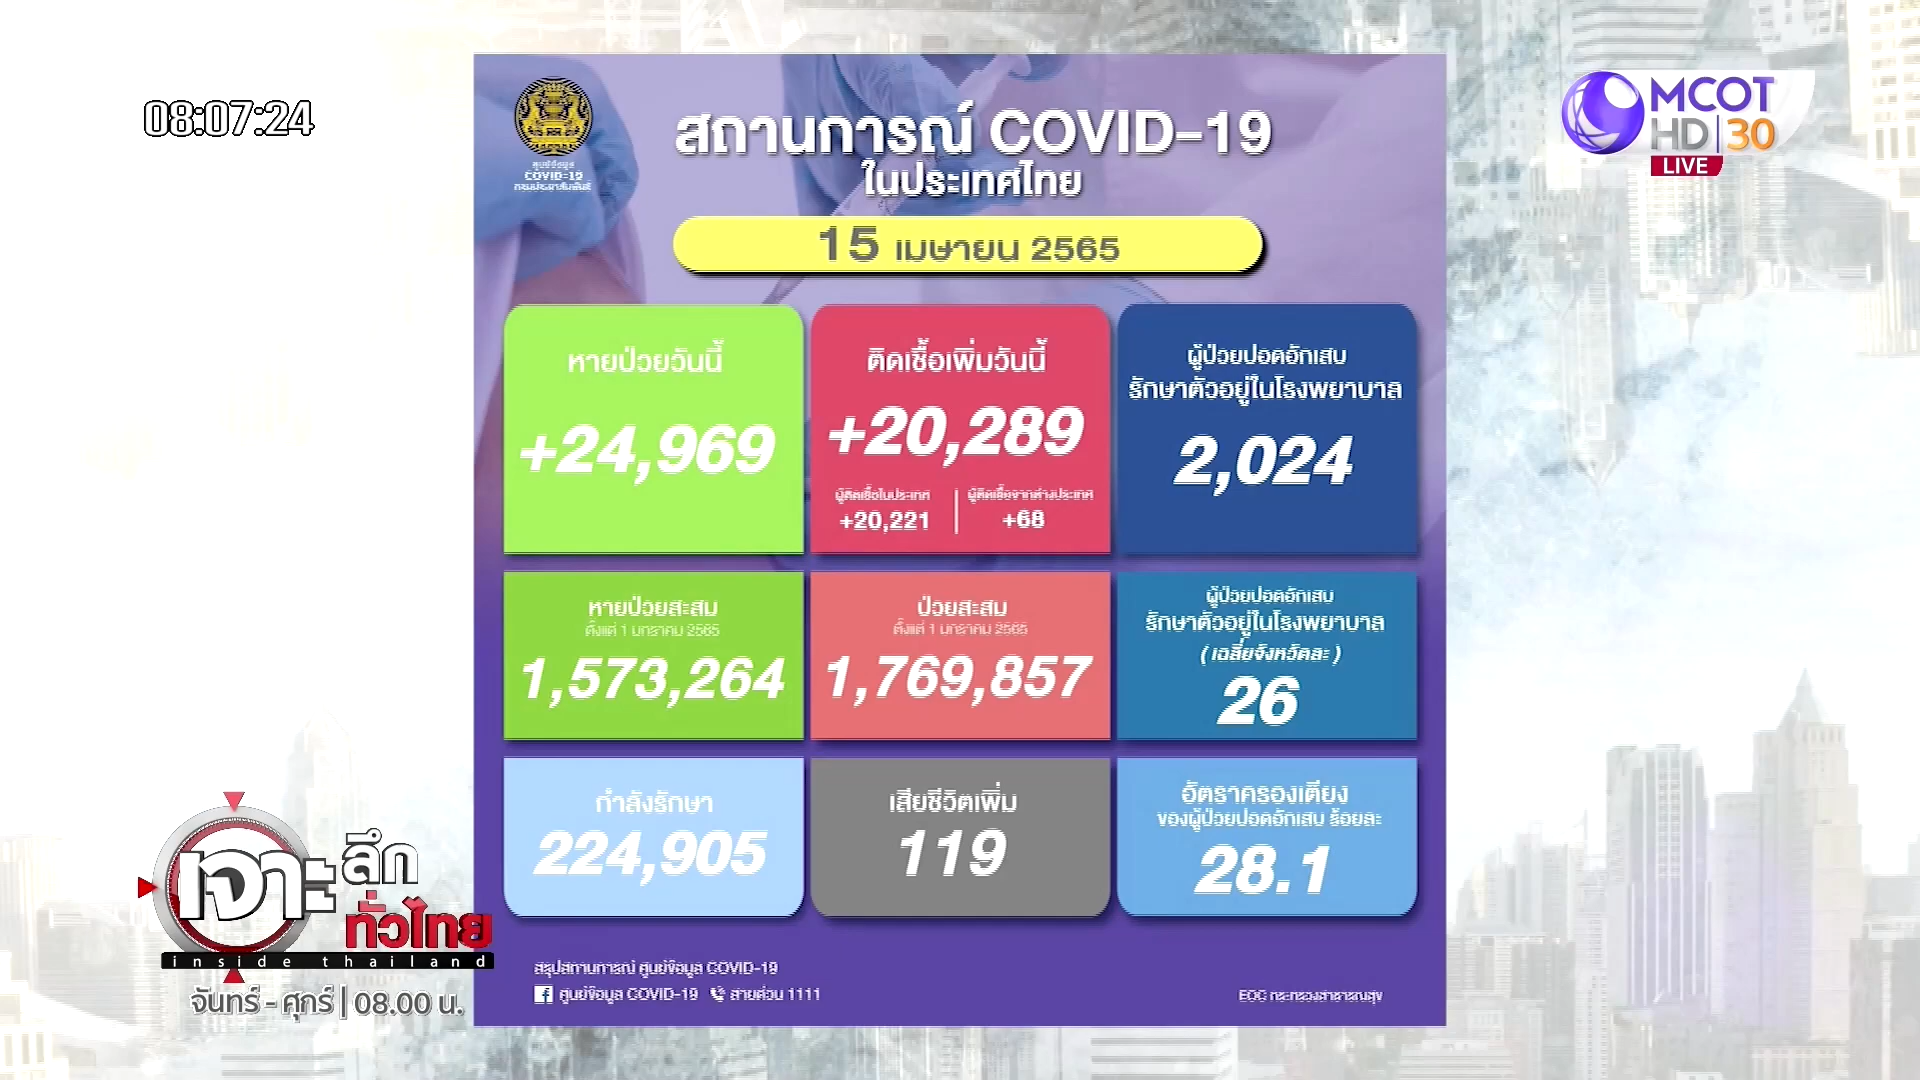 08:07:24
MCOT
HD 30
LIVE
ศูนย์ข้อมูล
COVID-19
สถานการณ์ COVID-19
ในประเทศไทย
15 เมษายน 2565
หายป่วยวันนี้
+24,969
ติดเชื้อเพิ่มวันนี้
+20,289
ผู้ติดเชื้อในประเทศ
+20,221
ผู้ติดเชื้อจากต่างประเทศ
+68
ผู้ป่วยปอดอักเสบ
รักษาตัวอยู่ในโรงพยาบาล
2,024
หายป่วยสะสม
ตั้งแต่ 1 มกราคม 2565
1,573,264
ป่วยสะสม
ตั้งแต่ 1 มกราคม 2565
1,769,857
ผู้ป่วยปอดอักเสบ
รักษาตัวอยู่ในโรงพยาบาล
( เฉลี่ยจังหวัดละ )
26
กำลังรักษา
224,905
เสียชีวิตเพิ่ม
119
อัตราครองเตียง
ของผู้ป่วยปอดอักเสบ ร้อยละ
28.1
สรุปสถานการณ์ ศูนย์ข้อมูล COVID-19
ศูนย์ข้อมูล COVID-19 สายด่วน 1111
EOC กระทรวงสาธารณสุข
เจาะลึก
ทั่วไทย
inside thailand
จันทร์ - ศุกร์ | 08.00 น.